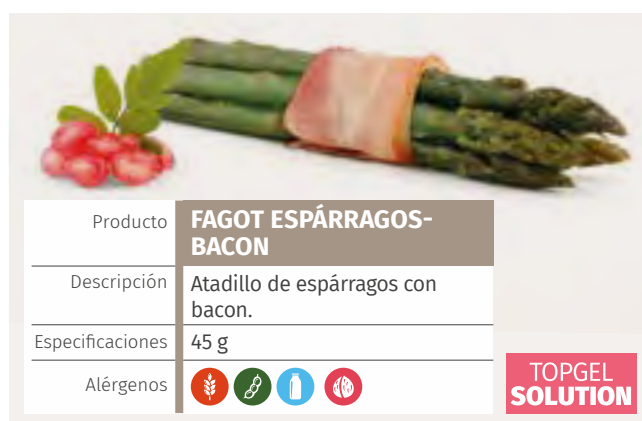 Producto
FAGOT ESPÁRRAGOS-
BACON
Descripción
Atadillo de espárragos con
bacon.
Especificaciones
45 g
Alérgenos
TOPGEL
SOLUTION